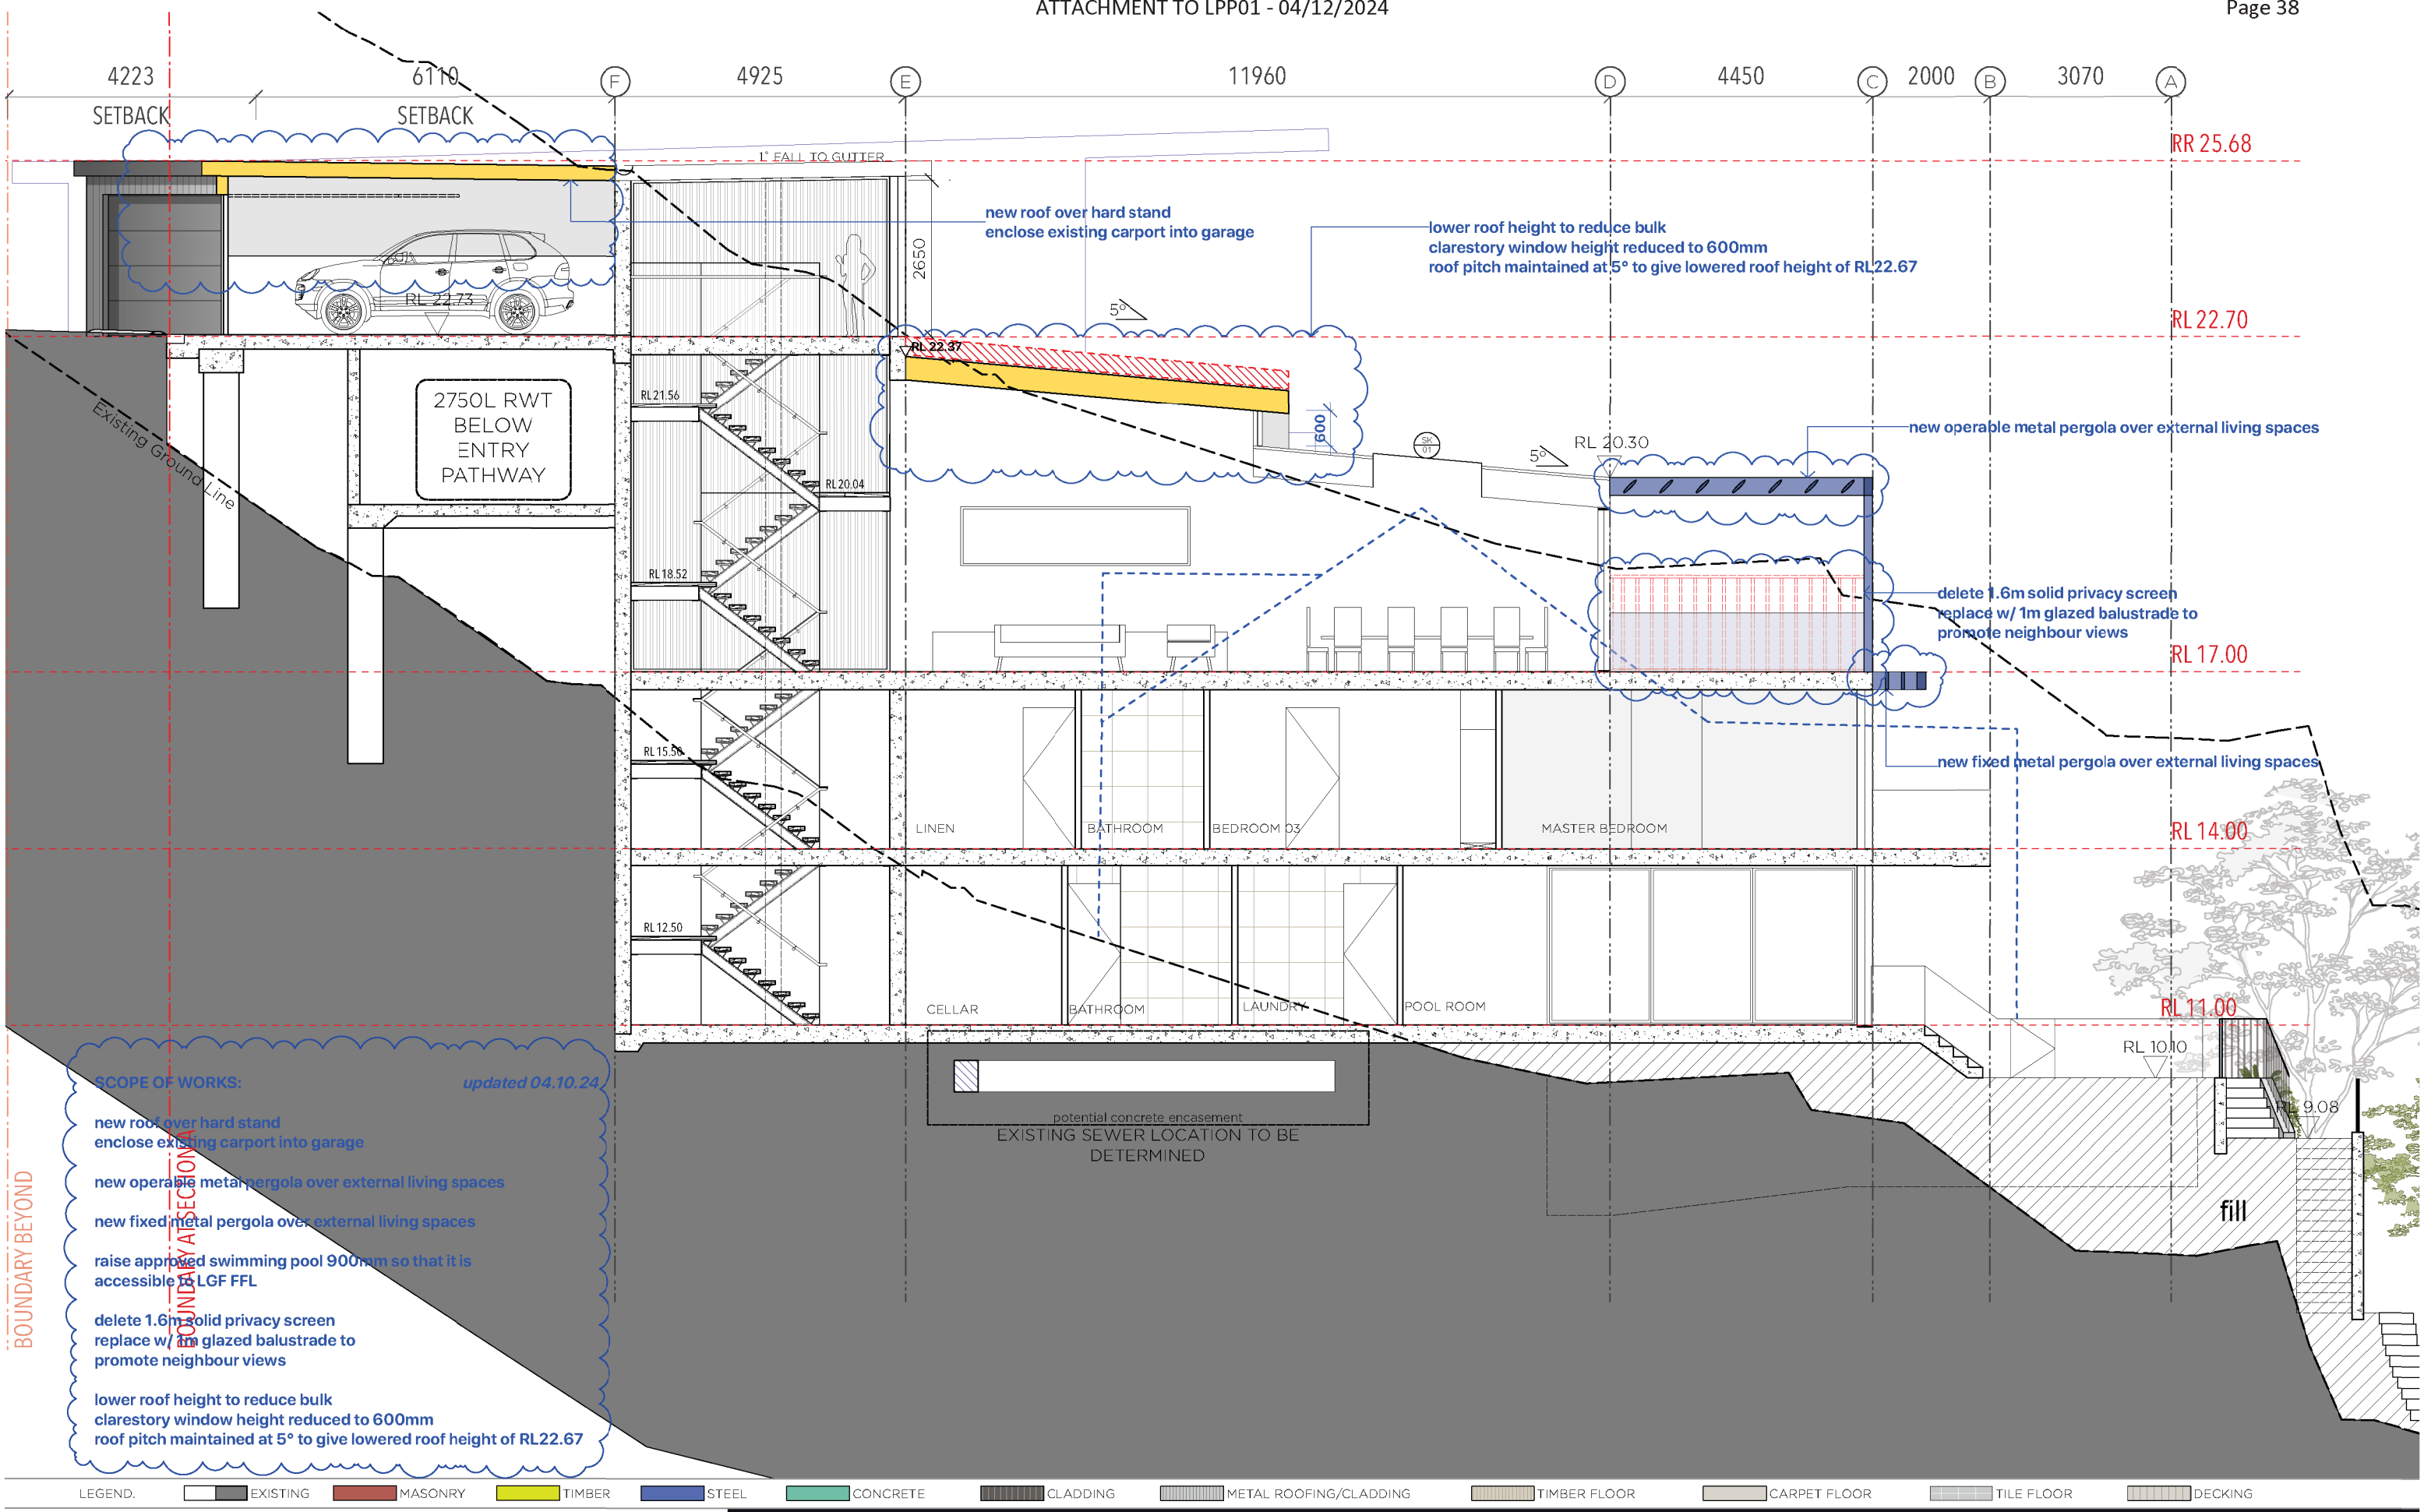 ATTACHMENT TO LPP01 - 04/12/2024
Page 38
4223
6110
F
4925
E
11960
D
4450
C
2000
B
3070
A
SETBACK
SETBACK
RR 25.68
1° FALL TO GUTTER
new roof over hard stand
enclose existing carport into garage
2650
lower roof height to reduce bulk
clarestory window height reduced to 600mm
roof pitch maintained at 5° to give lowered roof height of RL22.67
RL 22.73
5°
RL 22.70
RL 22.37
Existing Ground Line
2750L RWT
BELOW
ENTRY
PATHWAY
RL 21.56
600
SK
01
5°
RL 20.30
new operable metal pergola over external living spaces
RL 20.04
RL 18.52
delete 1.6m solid privacy screen
replace w/ 1m glazed balustrade to
promote neighbour views
RL 17.00
RL 15.50
new fixed metal pergola over external living spaces
LINEN
BATHROOM
BEDROOM 03
MASTER BEDROOM
RL 14.00
RL 12.50
CELLAR
BATHROOM
LAUNDRY
POOL ROOM
RL 11.00
RL 10.10
RL 9.08
potential concrete encasement
EXISTING SEWER LOCATION TO BE
DETERMINED
fill
BOUNDARY BEYOND
BOUNDARY AT SECTION A
SCOPE OF WORKS:
updated 04.10.24
new roof over hard stand
enclose existing carport into garage
new operable metal pergola over external living spaces
new fixed metal pergola over external living spaces
raise approved swimming pool 900mm so that it is
accessible to LGF FFL
delete 1.6m solid privacy screen
replace w/ 1m glazed balustrade to
promote neighbour views
lower roof height to reduce bulk
clarestory window height reduced to 600mm
roof pitch maintained at 5° to give lowered roof height of RL22.67
LEGEND.
EXISTING
MASONRY
TIMBER
STEEL
CONCRETE
CLADDING
METAL ROOFING/CLADDING
TIMBER FLOOR
CARPET FLOOR
TILE FLOOR
DECKING